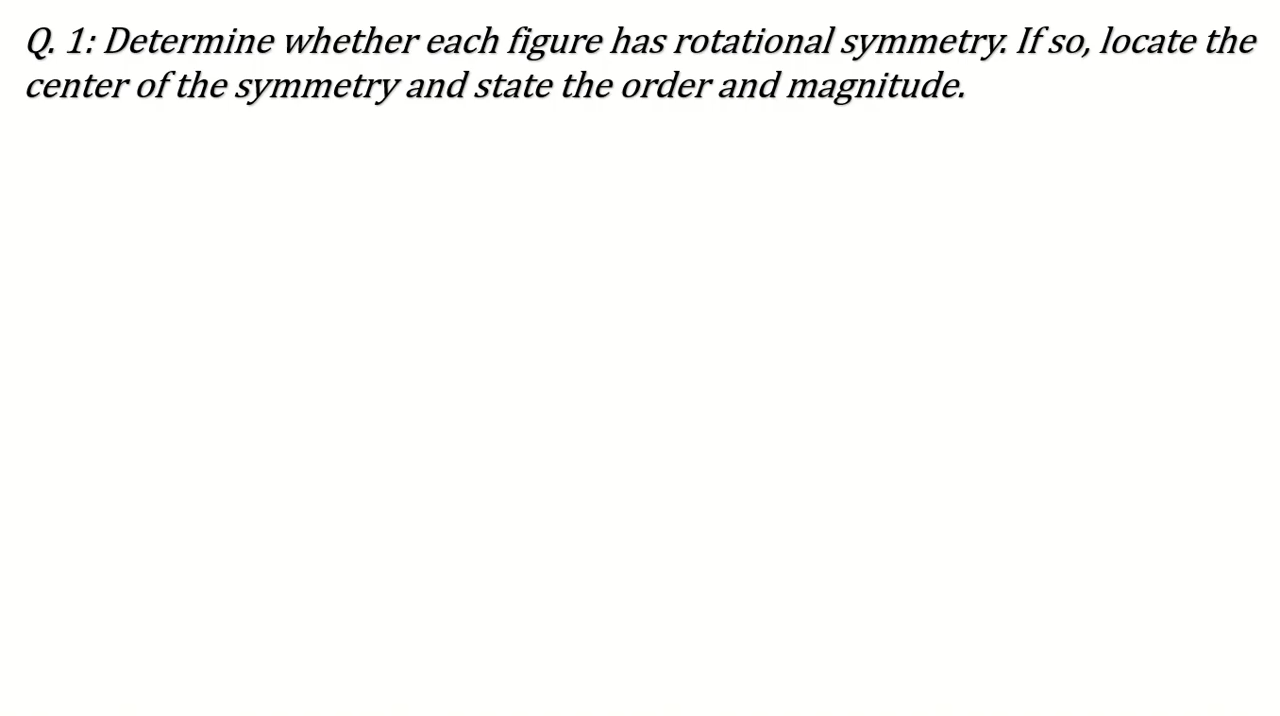 Q. 1: Determine whether each figure has rotational symmetry. If so, locate the
center of the symmetry and state the order and magnitude.